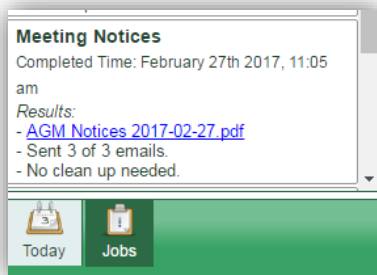 Meeting Notices
Completed Time: February 27th 2017, 11:05
am
Results:
- AGM Notices 2017-02-27.pdf
- Sent 3 of 3 emails.
- No clean up needed.
3
Today Jobs